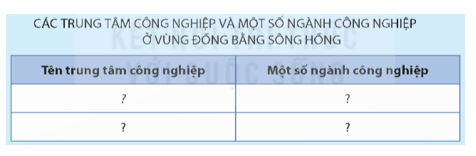 CÁC TRUNG TÂM CÔNG NGHIỆP VÀ MỘT SỐ NGÀNH CÔNG NGHIỆP
Ở VÙNG ĐỒNG BẰNG SÔNG HỒNG
Tên trung tâm công nghiệp Một số ngành công nghiệp
? ?
? ?